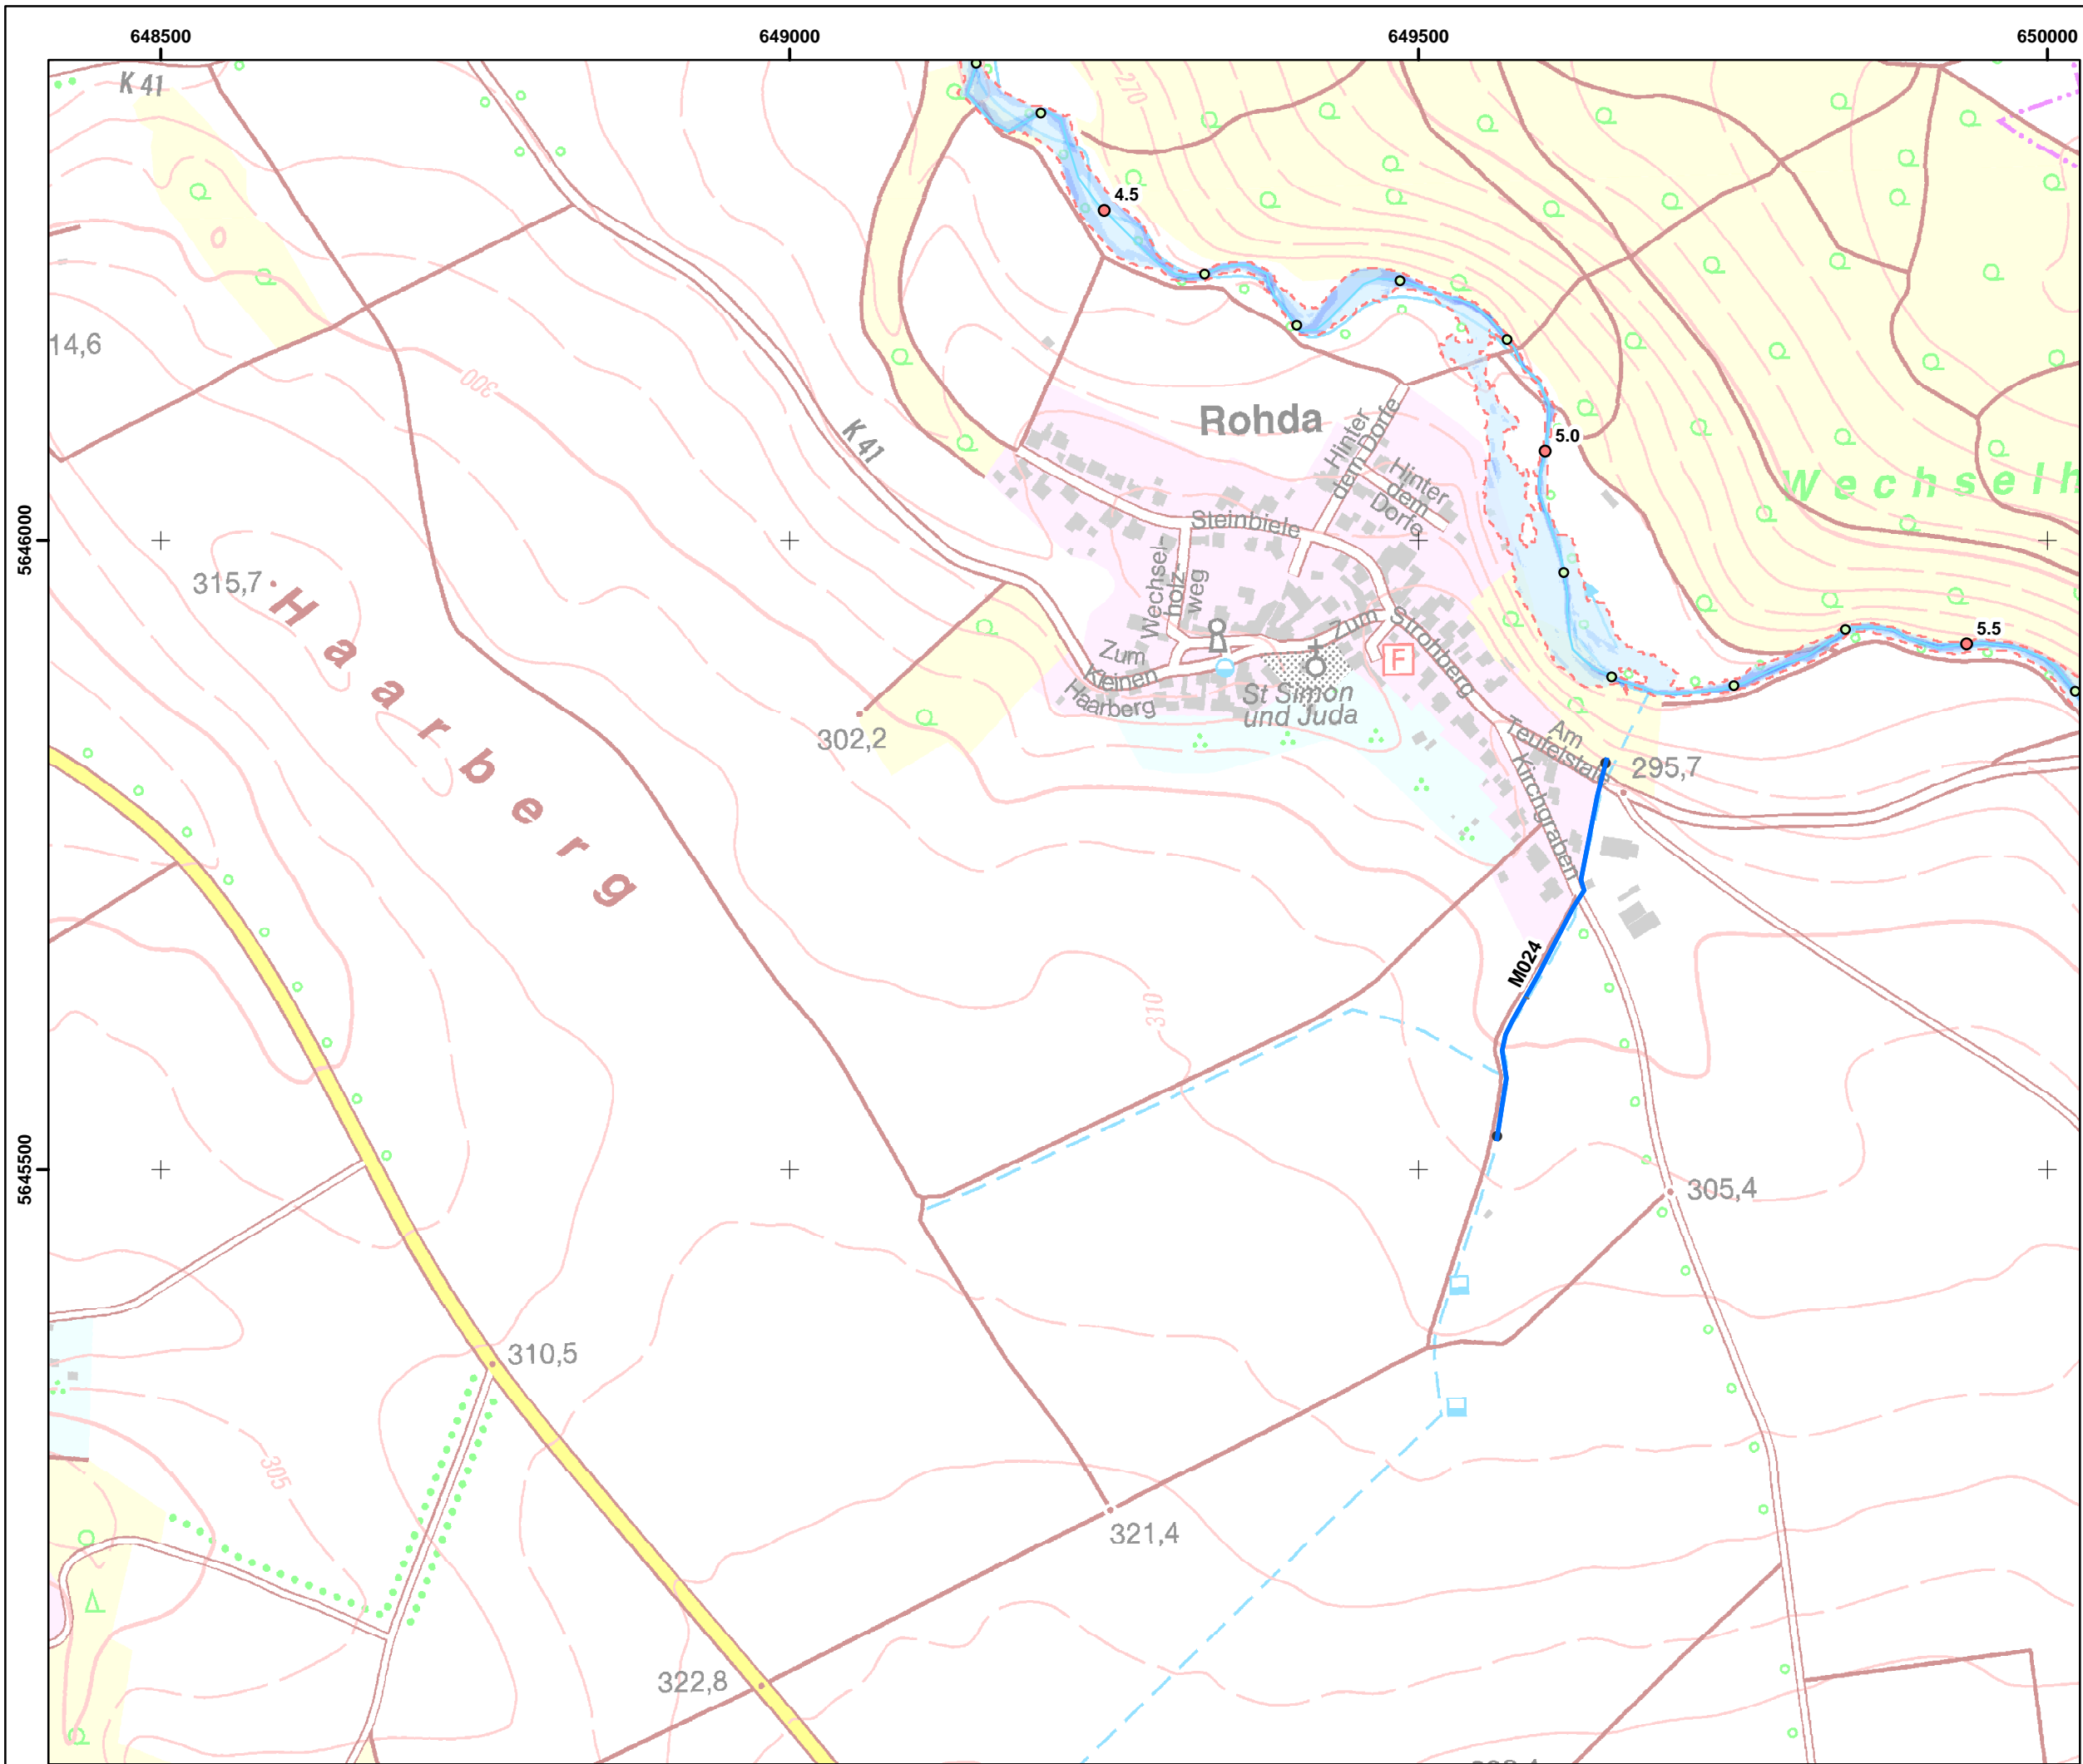 648500
649000
649500
650000
K 41
270
4.5
14,6
300
K 41
Rohda
Hinter
dem Dorfe
Hinter
dem
Dorfe
5.0
Wechselh
5646000
Steinbiele
315,7
Haarberg
Wechsel-
holz-
weg
Zum
Strohberg
5.5
Zum
Kleinen
Haarberg
F
St Simon
und Juda
302,2
Am
Teufelstal
295,7
Kirchgraben
M024
310
5645500
305,4
310,5
305
321,4
322,8